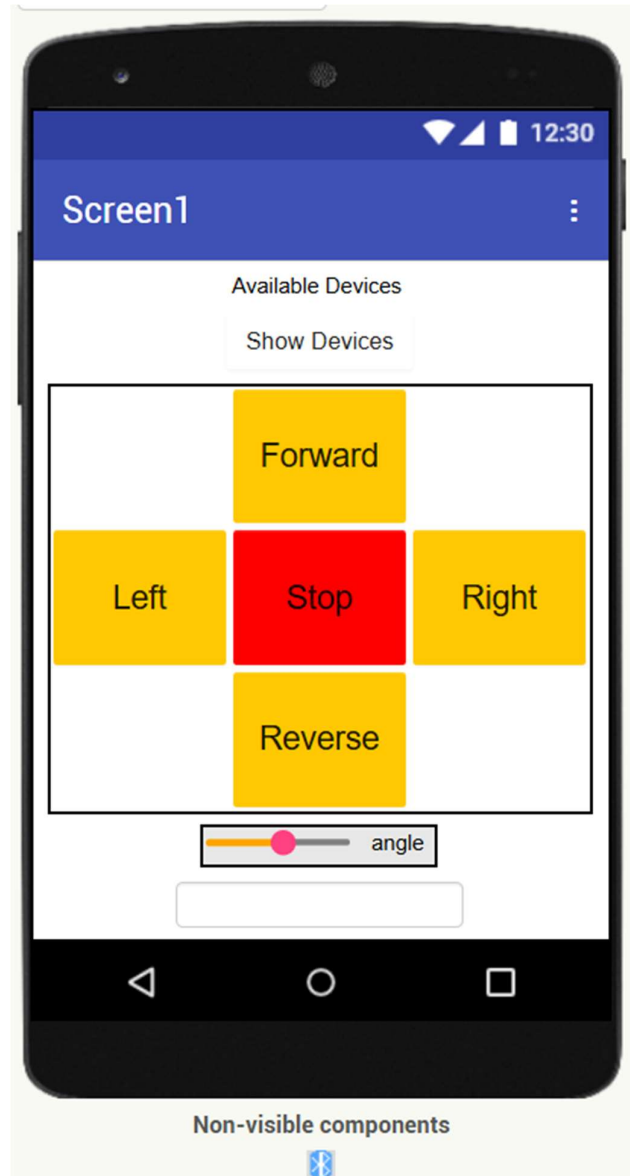 12:30
Screen1
Available Devices
Show Devices
Forward
Left Stop Right
Reverse
angle
Non-visible components